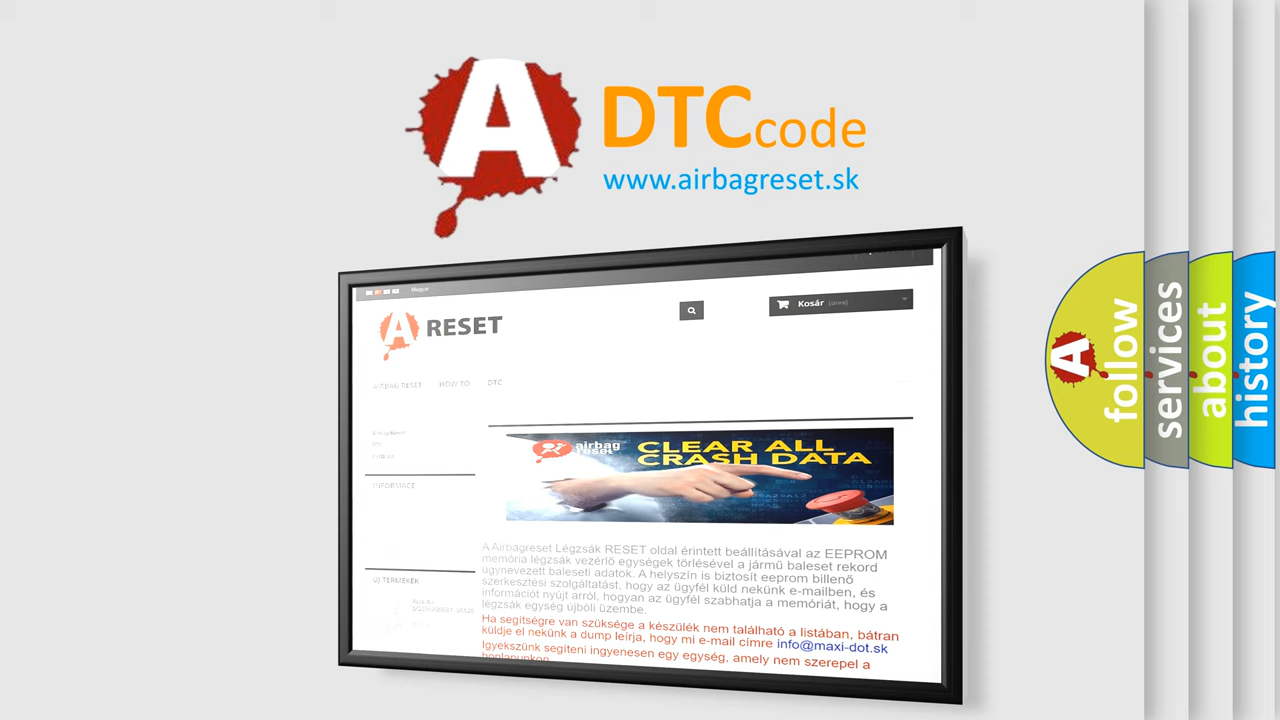 A DTCcode
www.airbagreset.sk
Magyar
A RESET
Kosár (üres)
AIRBAG RESET HOW TO DTC
INFORMACE
airbag
reset
CLEAR ALL
CRASH DATA
A Airbagreset Légzsák RESET oldal érintett beállításával az EEPROM
memória légzsák vezérlő egységek törlésével a jármű baleset rekord
úgynevezett baleseti adatok. A helyszín is biztosít eeprom billenő
szerkesztési szolgáltatást, hogy az ügyfél küld nekünk e-mailben, és
információt nyújt arról, hogyan az ügyfél szabhatja a memóriát, hogy a
légzsák egység újbóli üzembe.
Ha segítségre van szüksége a készülék nem található a listában, bátran
küldje el nekünk a dump leírja, hogy mi e-mail címre info@maxi-dot.sk
Igyekszünk segíteni ingyenesen egy egység, amely nem szerepel a
honlapunkon
ÚJ TERMÉKEK
A follow
services
about
history